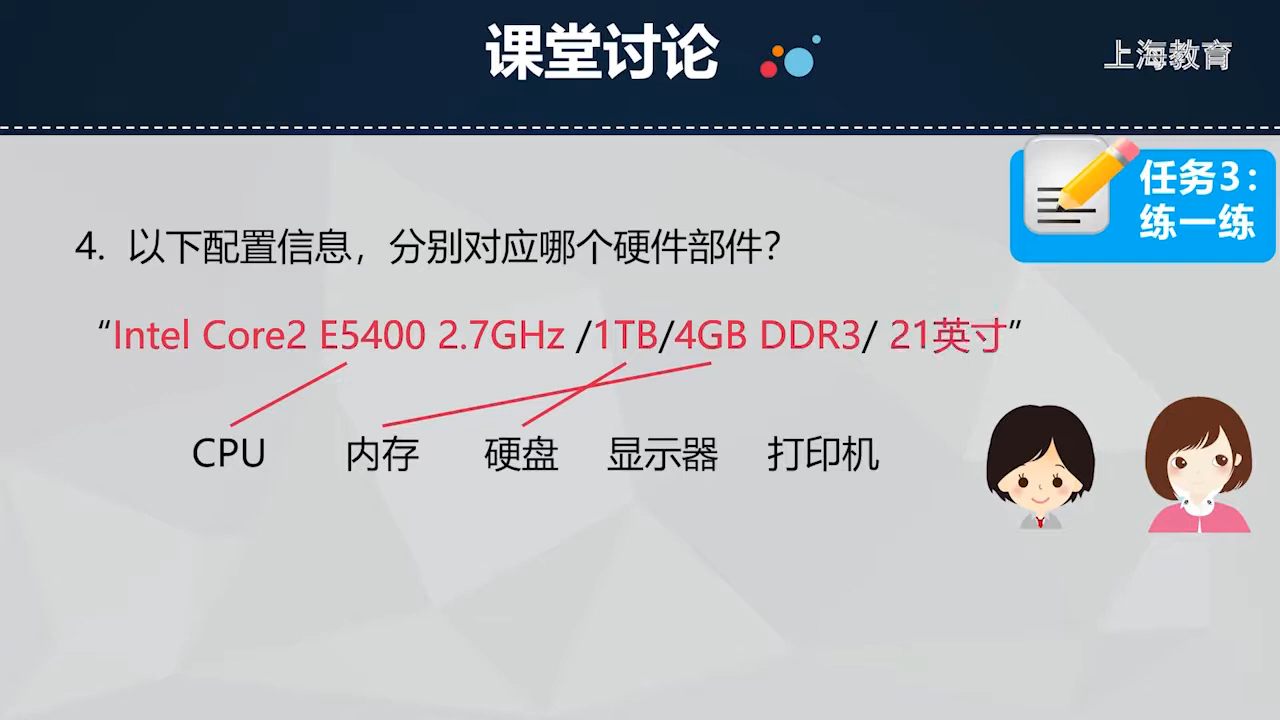 课堂讨论
上海教育
任务3：
练一练
4. 以下配置信息，分别对应哪个硬件部件？
“Intel Core2 E5400 2.7GHz /1TB/4GB DDR3/ 21英寸”
CPU 内存 硬盘 显示器 打印机